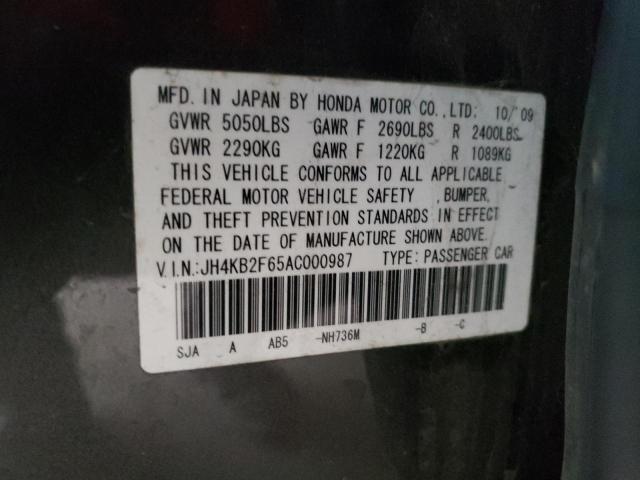 MFD. IN JAPAN BY HONDA MOTOR CO.,LTD: 10/09
GVWR 5050LBS GAWR F 2690LBS R 2400LBS
GVWR 2290KG GAWR F 1220KG R 1089KG
THIS VEHICLE CONFORMS TO ALL APPLICABLE
FEDERAL MOTOR VEHICLE SAFETY ,BUMPER,
AND THEFT PREVENTION STANDARDS IN EFFECT
ON THE DATE OF MANUFACTURE SHOWN ABOVE.
V.I.N.:JH4KB2F65AC000987 TYPE: PASSENGER CAR
SJA A AB5 -NH736M -B -C